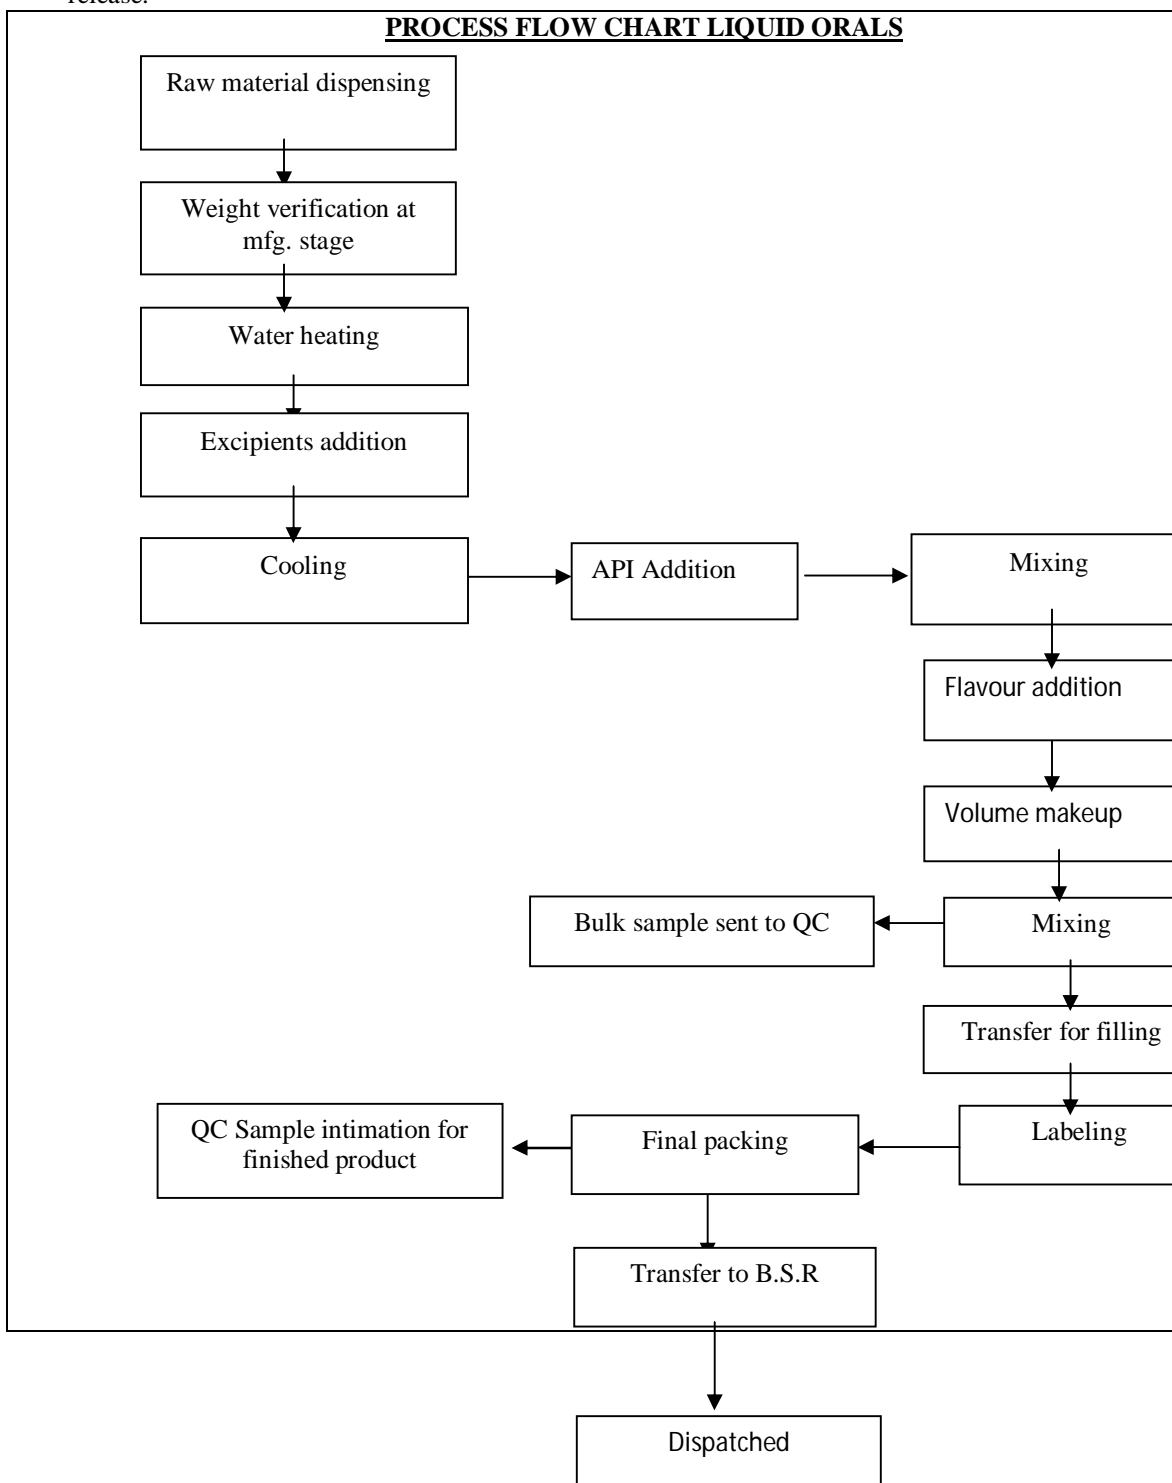 release.
PROCESS FLOW CHART LIQUID ORALS
Raw material dispensing
Weight verification at
mfg. stage
Water heating
Excipients addition
Cooling
API Addition
Mixing
Flavour addition
Volume makeup
Bulk sample sent to QC
Mixing
Transfer for filling
QC Sample intimation for
finished product
Final packing
Labeling
Transfer to B.S.R
Dispatched